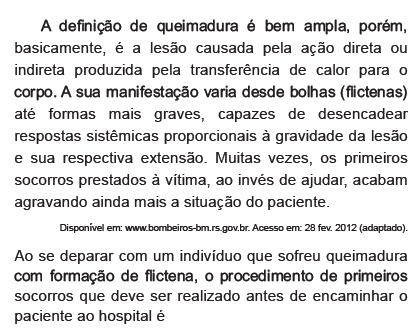 A definição de queimadura é bem ampla, porém,
basicamente, é a lesão causada pela ação direta ou
indireta produzida pela transferência de calor para o
corpo. A sua manifestação varia desde bolhas (flictenas)
até formas mais graves, capazes de desencadear
respostas sistêmicas proporcionais à gravidade da lesão
e sua respectiva extensão. Muitas vezes, os primeiros
socorros prestados à vítima, ao invés de ajudar, acabam
agravando ainda mais a situação do paciente.
Disponível em: www.bombeiros-bm.rs.gov.br. Acesso em: 28 fev. 2012 (adaptado).
Ao se deparar com um indivíduo que sofreu queimadura
com formação de flictena, o procedimento de primeiros
socorros que deve ser realizado antes de encaminhar o
paciente ao hospital é